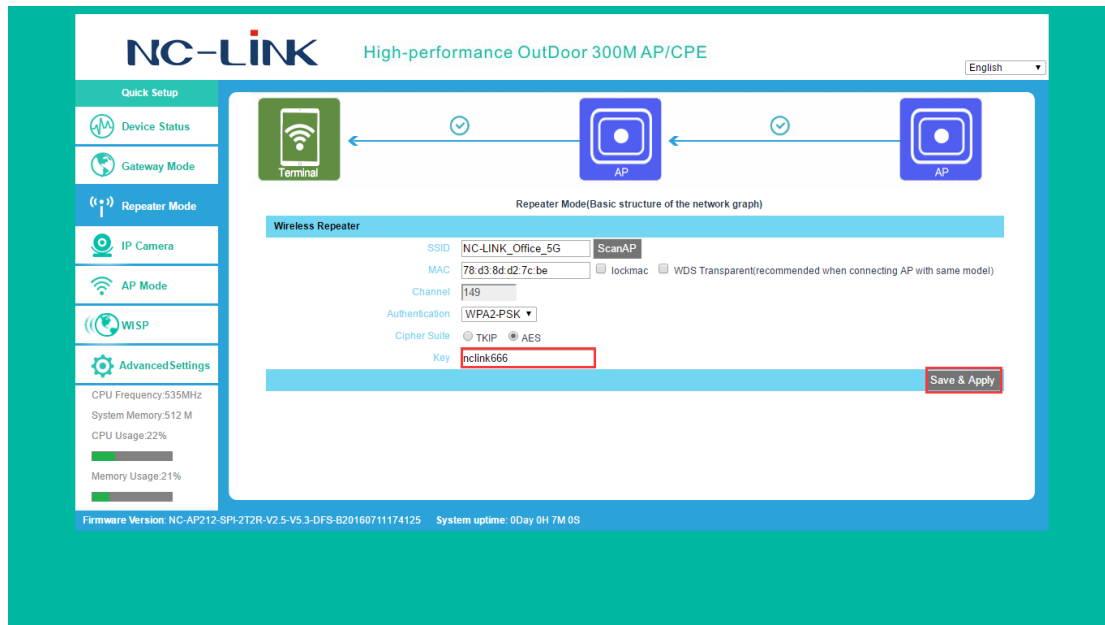 NC-LINK
High-performance OutDoor 300M AP/CPE
English
Quick Setup
Device Status
Gateway Mode
Repeater Mode
IP Camera
AP Mode
WISP
AdvancedSettings
CPU Frequency:535MHz
System Memory:512 M
CPU Usage:22%
Memory Usage:21%
Terminal
AP
AP
Repeater Mode(Basic structure of the network graph)
Wireless Repeater
SSID NC-LINK_Office_5G ScanAP
MAC 78:d3:8d:d2:7c:be lockmac WDS Transparent(recommended when connecting AP with same model)
Channel 149
Authentication WPA2-PSK
Cipher Suite TKIP AES
Key nclink666
Save & Apply
Firmware Version: NC-AP212-SPI-2T2R-V2.5-V5.3-DFS-B20160711174125 System uptime: 0Day 0H 7M 0S